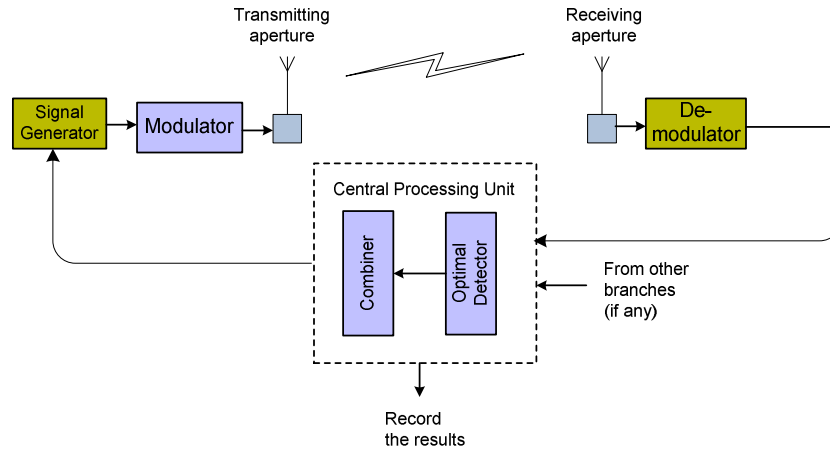 Transmitting
aperture
Receiving
aperture
Signal
Generator
Modulator
De-
modulator
Central Processing Unit
Combiner
Optimal
Detector
From other
branches
(if any)
Record
the results